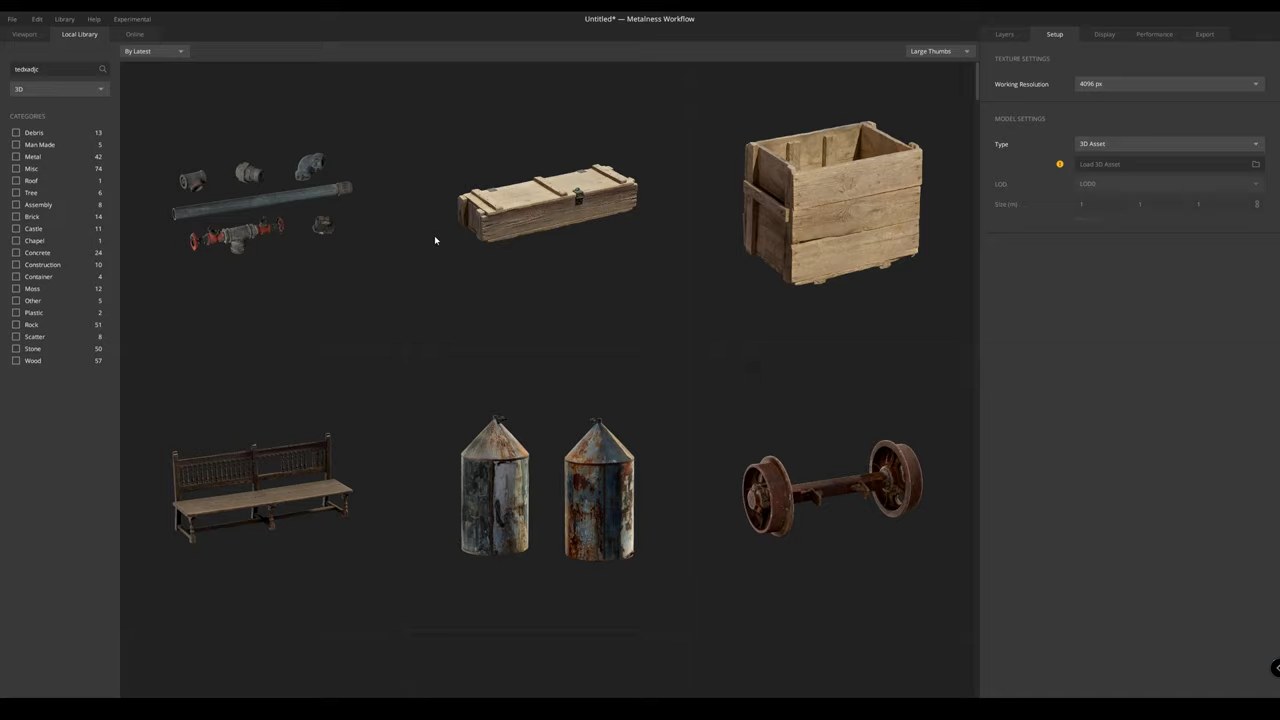 Untitled* — Metalness Workflow
File Edit Library Help Experimental
Viewport Local Library Online
Layers Setup Display Performance Export
By Latest
Large Thumbs
tedxadjc
3D
CATEGORIES
Debris 13
Man Made 5
Metal 42
Misc 74
Roof 1
Tree 6
Assembly 8
Brick 14
Castle 11
Chapel 1
Concrete 24
Construction 10
Container 4
Moss 12
Other 5
Plastic 2
Rock 51
Scatter 8
Stone 50
Wood 57
TEXTURE SETTINGS
Working Resolution 4096 px
MODEL SETTINGS
Type 3D Asset
Load 3D Asset
LOD LOD0
Size (m) 1 1 1